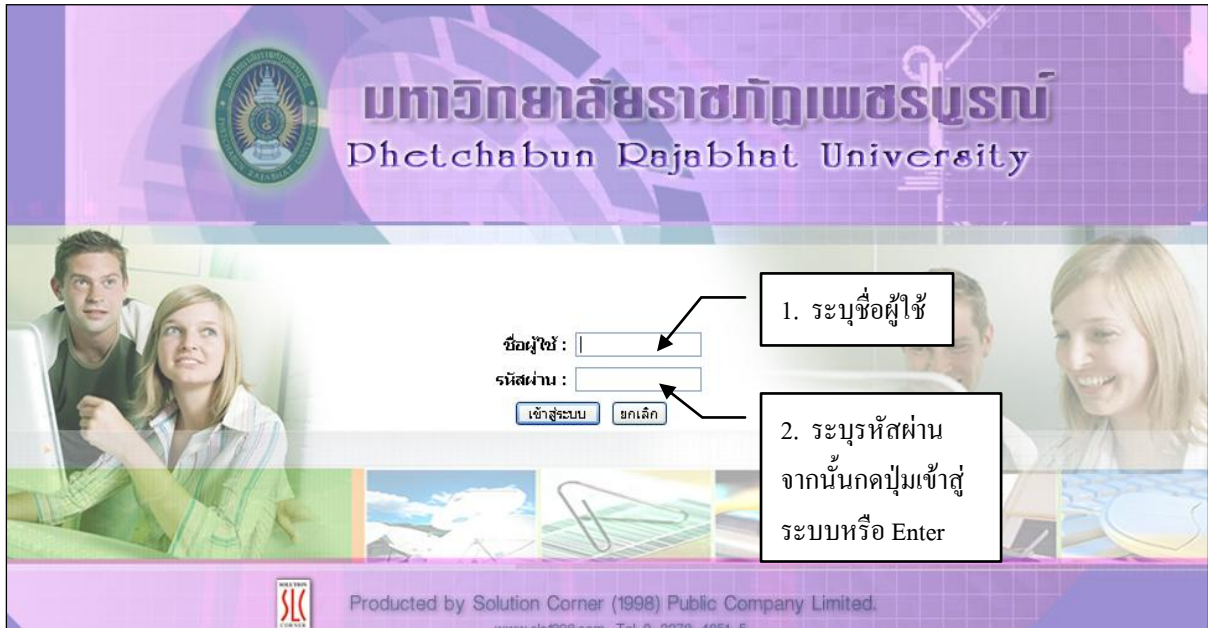 มหาวิทยาลัยราชภัฏเพชรบูรณ์
Phetchabun Rajabhat University
1. ระบุชื่อผู้ใช้
ชื่อผู้ใช้ :
รหัสผ่าน :
เข้าสู่ระบบ ยกเลิก
2. ระบุรหัสผ่าน
จากนั้นกดปุ่มเข้าสู่
ระบบหรือ Enter
SOLUTION
SLC
CORNER
Producted by Solution Corner (1998) Public Company Limited.